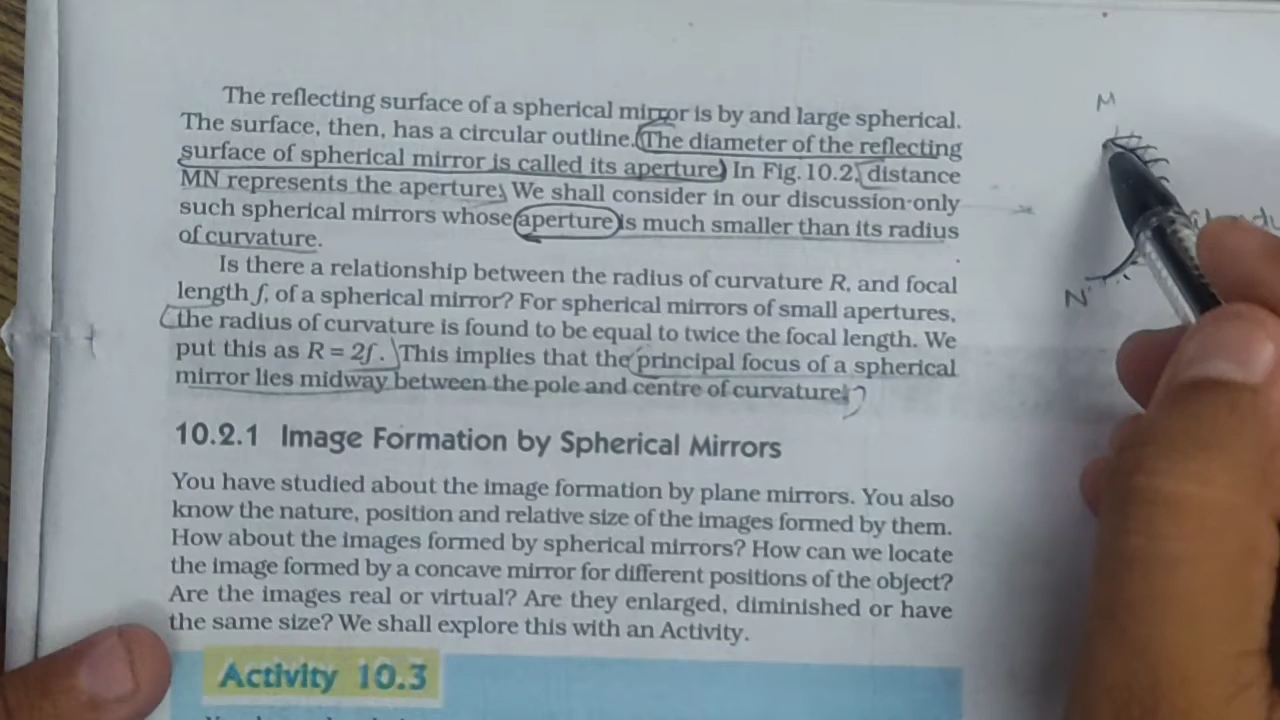 The reflecting surface of a spherical mirror is by and large spherical.
The surface, then, has a circular outline. The diameter of the reflecting
surface of spherical mirror is called its aperture. In Fig. 10.2, distance
MN represents the aperture. We shall consider in our discussion only
such spherical mirrors whose aperture is much smaller than its radius
of curvature.
Is there a relationship between the radius of curvature R, and focal
length f, of a spherical mirror? For spherical mirrors of small apertures,
the radius of curvature is found to be equal to twice the focal length. We
put this as R = 2f. This implies that the principal focus of a spherical
mirror lies midway between the pole and centre of curvature.
10.2.1 Image Formation by Spherical Mirrors
You have studied about the image formation by plane mirrors. You also
know the nature, position and relative size of the images formed by them.
How about the images formed by spherical mirrors? How can we locate
the image formed by a concave mirror for different positions of the object?
Are the images real or virtual? Are they enlarged, diminished or have
the same size? We shall explore this with an Activity.
Activity 10.3
M
N